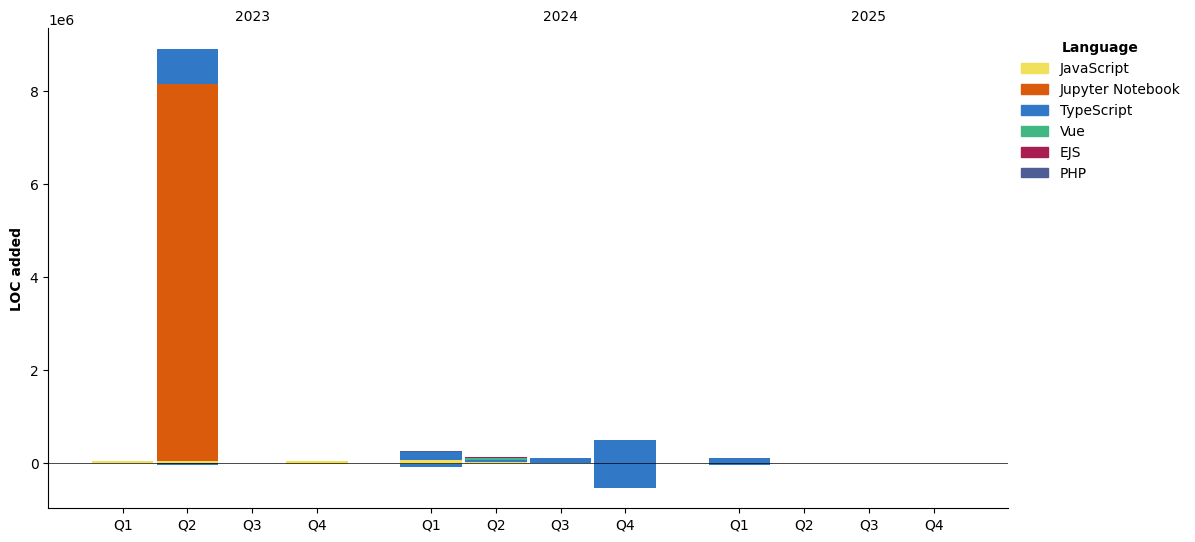 2023 2024 2025
1e6
Language
JavaScript
Jupyter Notebook
TypeScript
Vue
EJS
PHP
LOC added
8
6
4
2
0
Q1 Q2 Q3 Q4 Q1 Q2 Q3 Q4 Q1 Q2 Q3 Q4